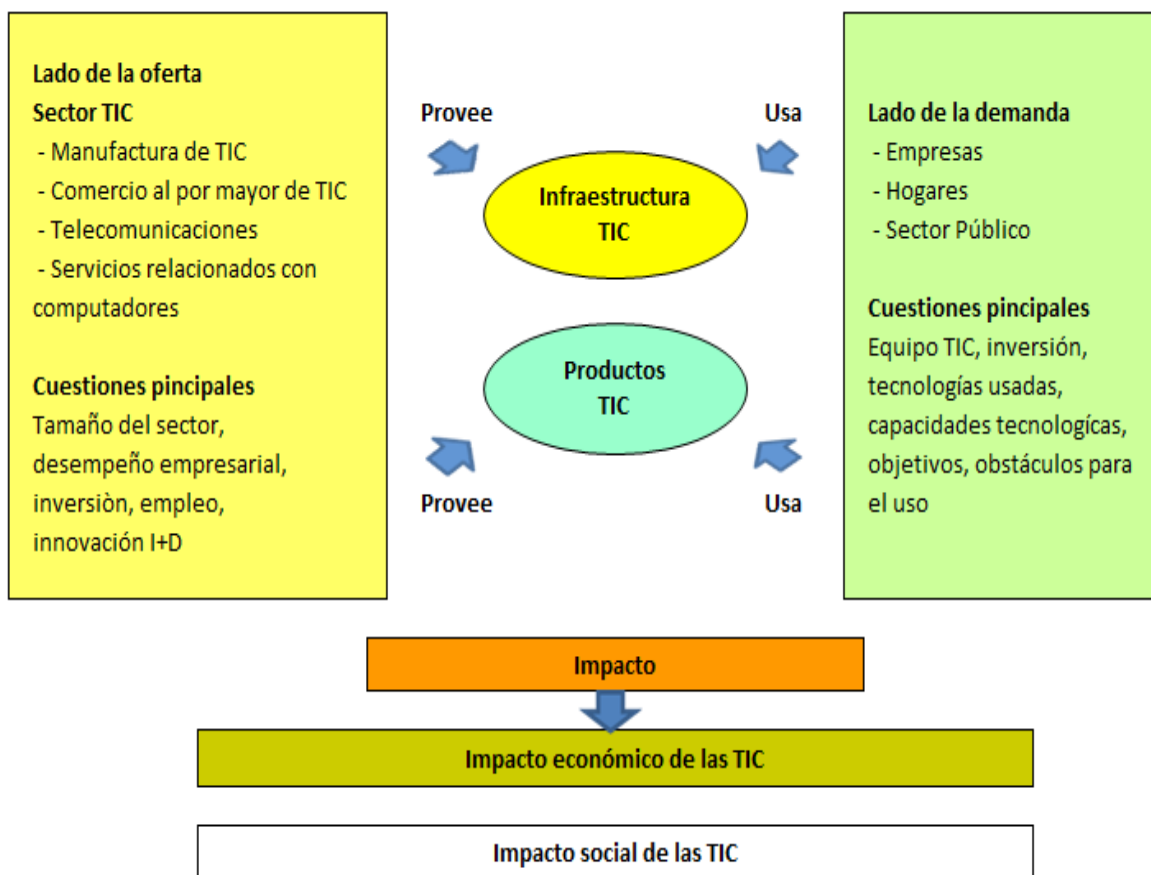 Lado de la oferta
Sector TIC
- Manufactura de TIC
- Comercio al por mayor de TIC
- Telecomunicaciones
- Servicios relacionados con
computadores
Cuestiones pincipales
Tamaño del sector,
desempeño empresarial,
inversiòn, empleo,
innovación I+D
Provee
Usa
Infraestructura
TIC
Productos
TIC
Provee
Usa
Lado de la demanda
- Empresas
- Hogares
- Sector Público
Cuestiones pincipales
Equipo TIC, inversión,
tecnologías usadas,
capacidades tecnologícas,
objetivos, obstáculos para
el uso
Impacto
Impacto económico de las TIC
Impacto social de las TIC